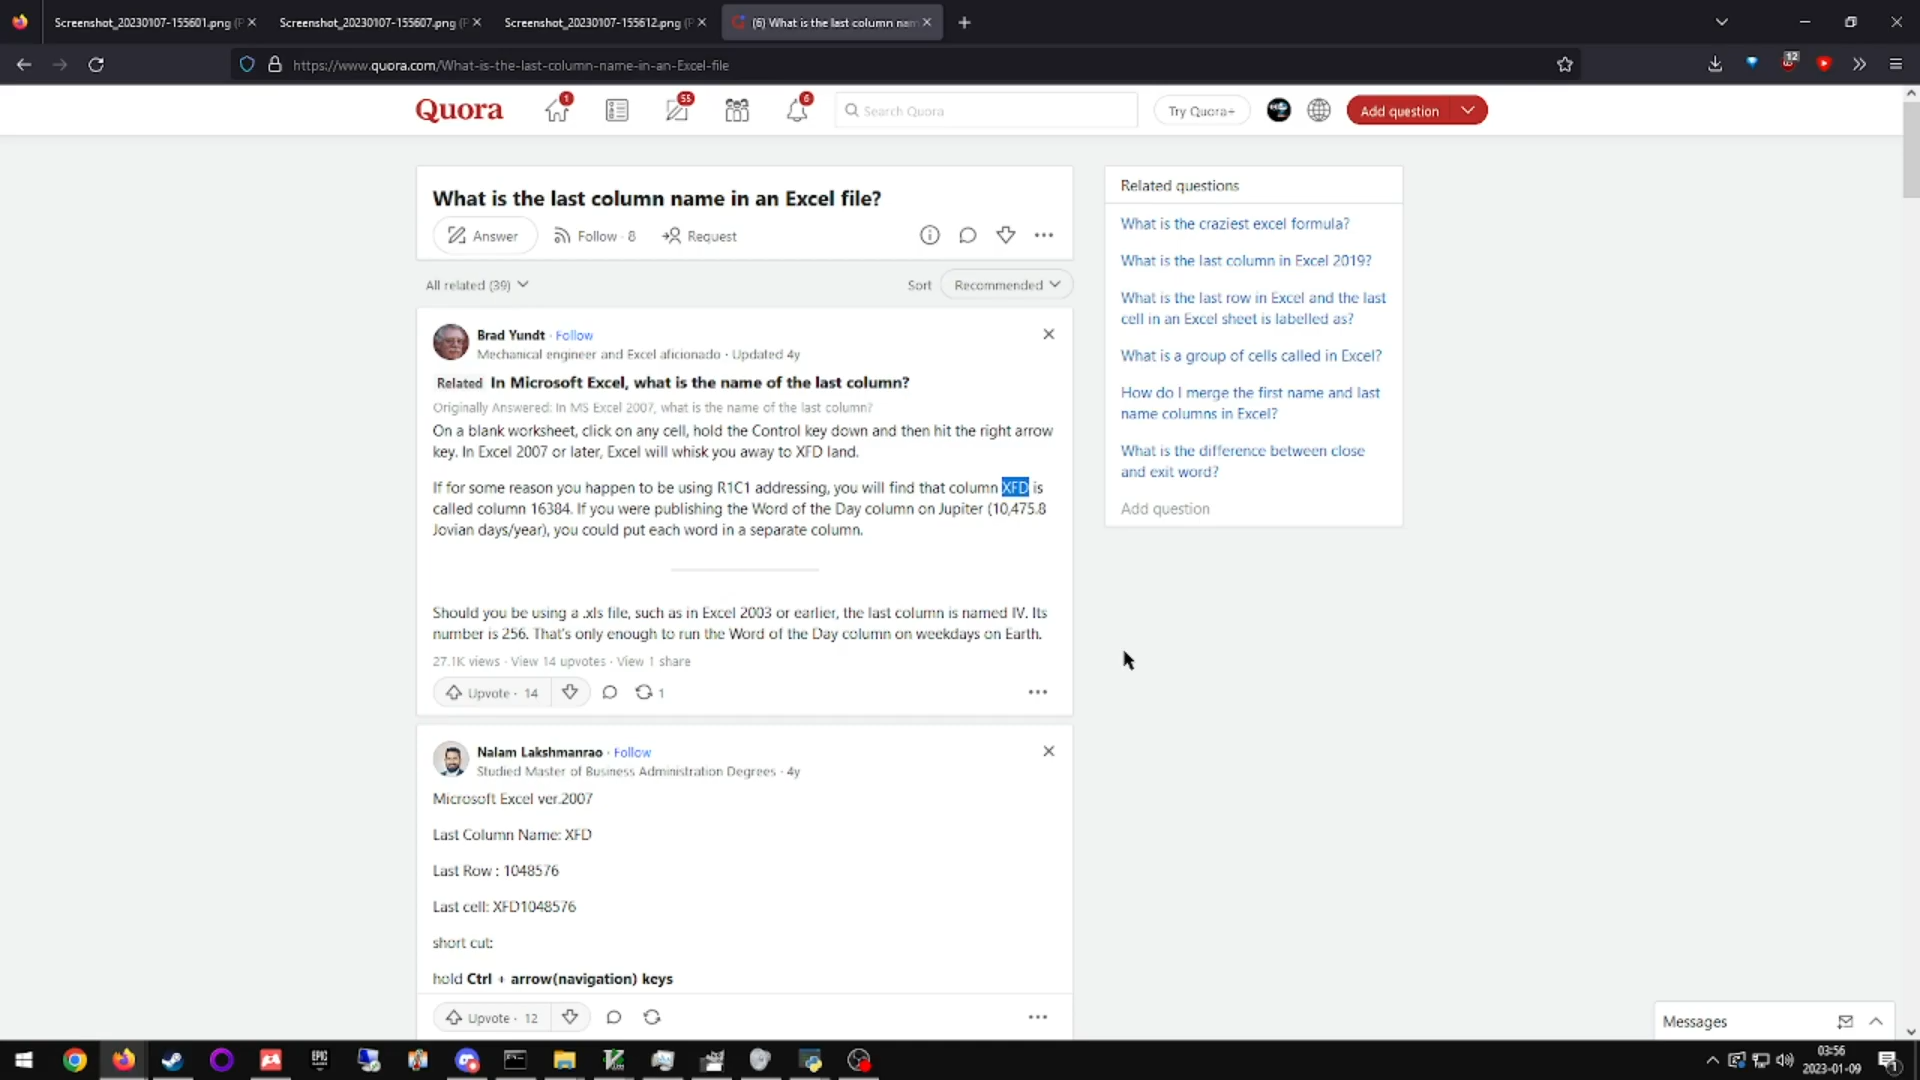 Screenshot_20230107-155601.png (P
Screenshot_20230107-155607.png (P
Screenshot_20230107-155612.png (P
(6) What is the last column nam
https://www.quora.com/What-is-the-last-column-name-in-an-Excel-file
12
Quora
1
55
6
Search Quora
Try Quora+
Add question
What is the last column name in an Excel file?
Answer
Follow · 8
Request
All related (39)
Sort
Recommended
Brad Yundt · Follow
Mechanical engineer and Excel aficionado · Updated 4y
Related In Microsoft Excel, what is the name of the last column?
Originally Answered: In MS Excel 2007, what is the name of the last column?
On a blank worksheet, click on any cell, hold the Control key down and then hit the right arrow
key. In Excel 2007 or later, Excel will whisk you away to XFD land.
If for some reason you happen to be using R1C1 addressing, you will find that column XFD is
called column 16384. If you were publishing the Word of the Day column on Jupiter (10,475.8
Jovian days/year), you could put each word in a separate column.
Should you be using a .xls file, such as in Excel 2003 or earlier, the last column is named IV. Its
number is 256. That's only enough to run the Word of the Day column on weekdays on Earth.
27.1K views · View 14 upvotes · View 1 share
Upvote · 14
1
Nalam Lakshmanrao · Follow
Studied Master of Business Administration Degrees · 4y
Microsoft Excel ver.2007
Last Column Name: XFD
Last Row : 1048576
Last cell: XFD1048576
short cut:
hold Ctrl + arrow(navigation) keys
Upvote · 12
Related questions
What is the craziest excel formula?
What is the last column in Excel 2019?
What is the last row in Excel and the last
cell in an Excel sheet is labelled as?
What is a group of cells called in Excel?
How do I merge the first name and last
name columns in Excel?
What is the difference between close
and exit word?
Add question
Messages
EPIC
03:56
2023-01-09
1